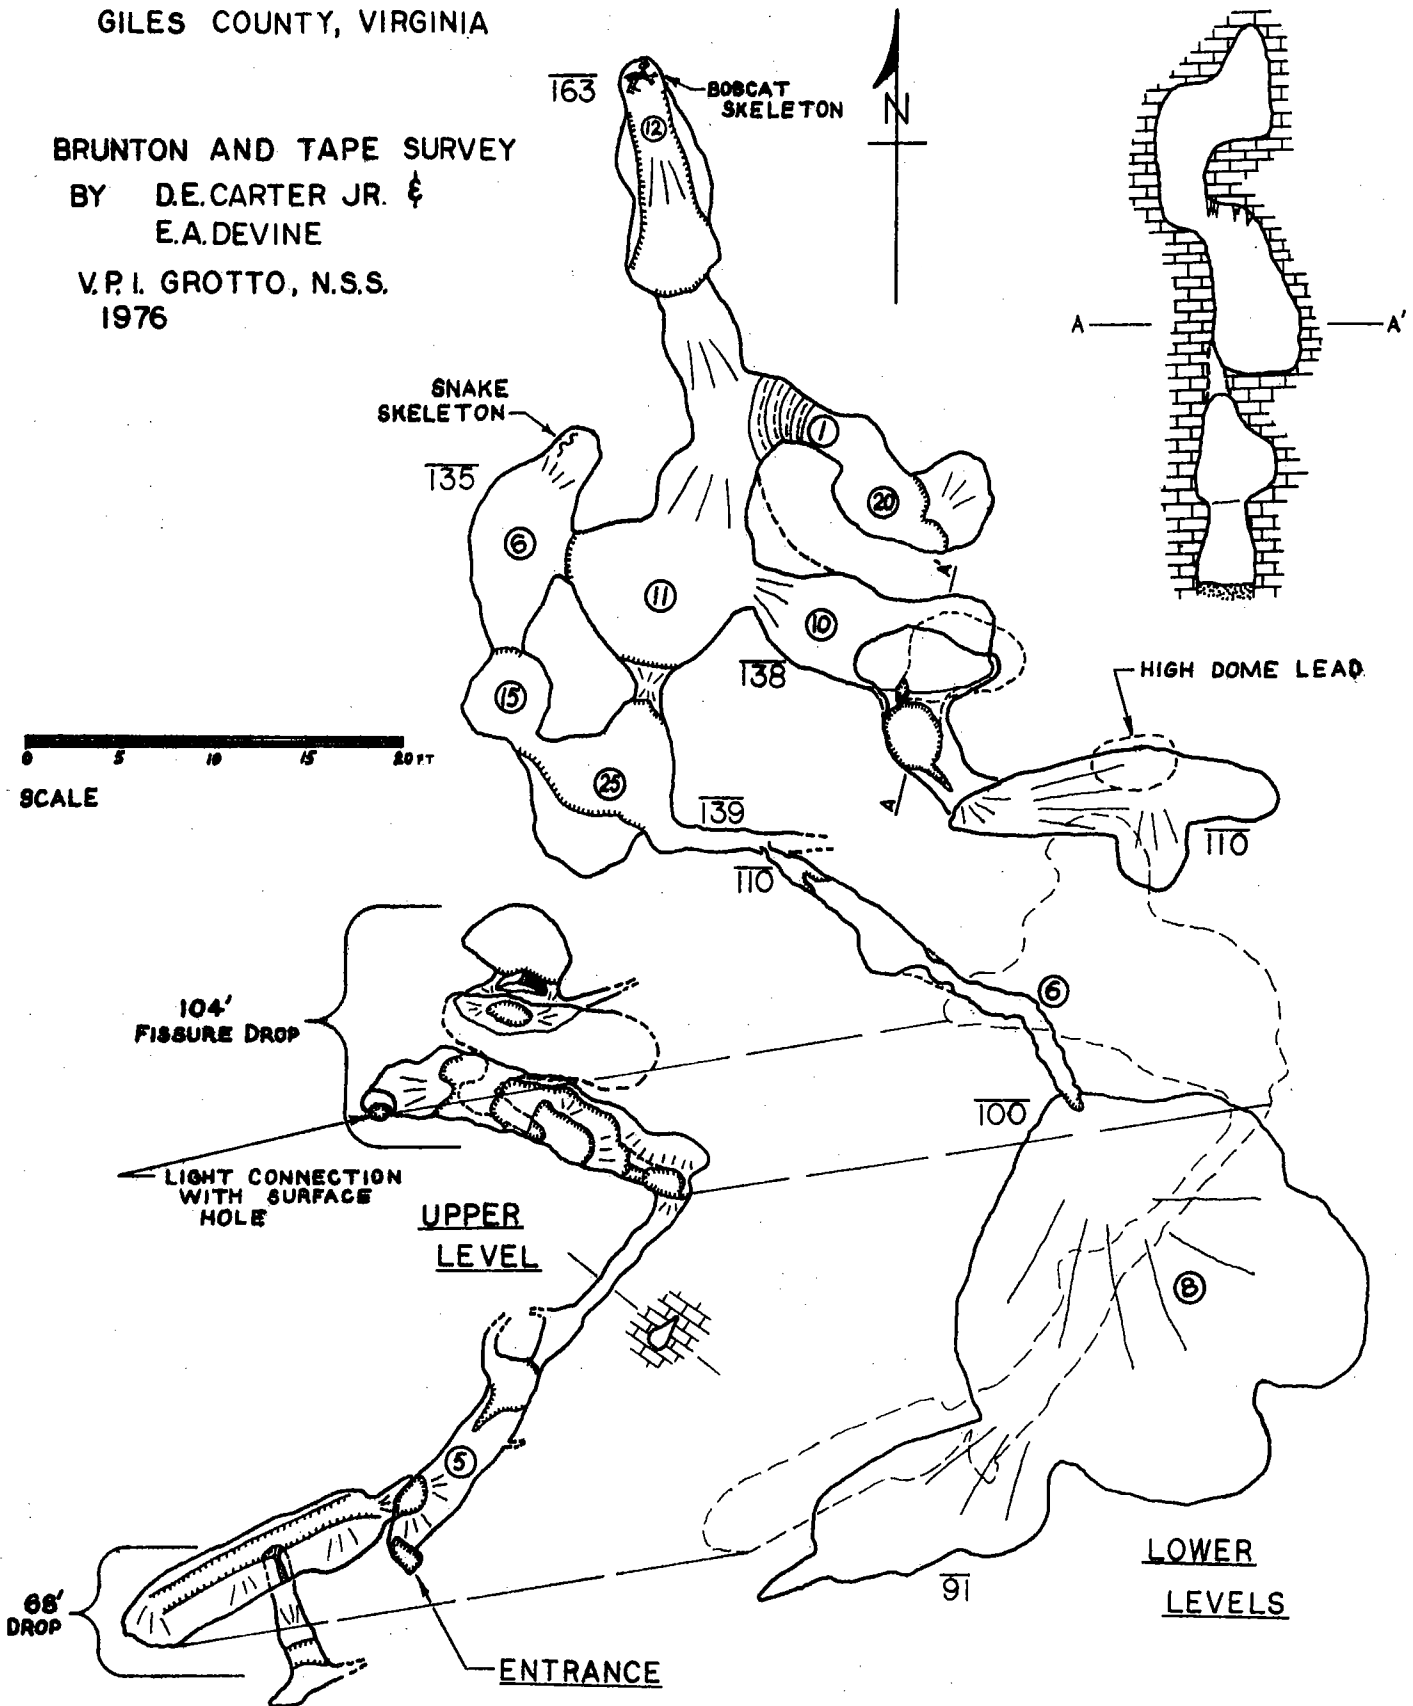 GILES COUNTY, VIRGINIA
BRUNTON AND TAPE SURVEY
BY D.E. CARTER JR. &
E.A. DEVINE
V.P.I. GROTTO, N.S.S.
1976
163
BOBCAT
SKELETON
12
N
A
A'
SNAKE
SKELETON
135
1
20
6
11
A'
10
138
HIGH DOME LEAD
15
0 5 10 15 20 FT
SCALE
25
139
A
110
110
104'
FISSURE DROP
6
100
LIGHT CONNECTION
WITH SURFACE
HOLE
UPPER
LEVEL
8
5
68'
DROP
91
LOWER
LEVELS
ENTRANCE